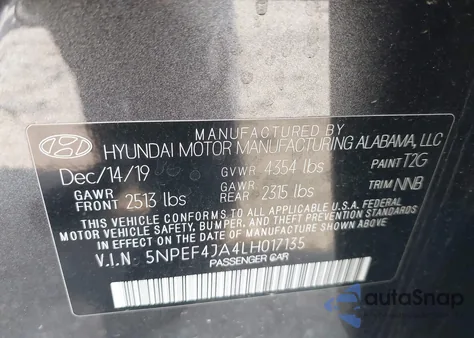 MANUFACTURED BY
HYUNDAI MOTOR MANUFACTURING ALABAMA, LLC
Dec/14/19 GVWR 4354 lbs PAINT T2G
GAWR FRONT 2513 lbs GAWR REAR 2315 lbs TRIM NNB
THIS VEHICLE CONFORMS TO ALL APPLICABLE U.S.A. FEDERAL
MOTOR VEHICLE SAFETY, BUMPER, AND THEFT PREVENTION STANDARDS
IN EFFECT ON THE DATE OF MANUFACTURE SHOWN ABOVE.
V.I.N: 5NPEF4JA4LH017135
PASSENGER CAR
autoSnap